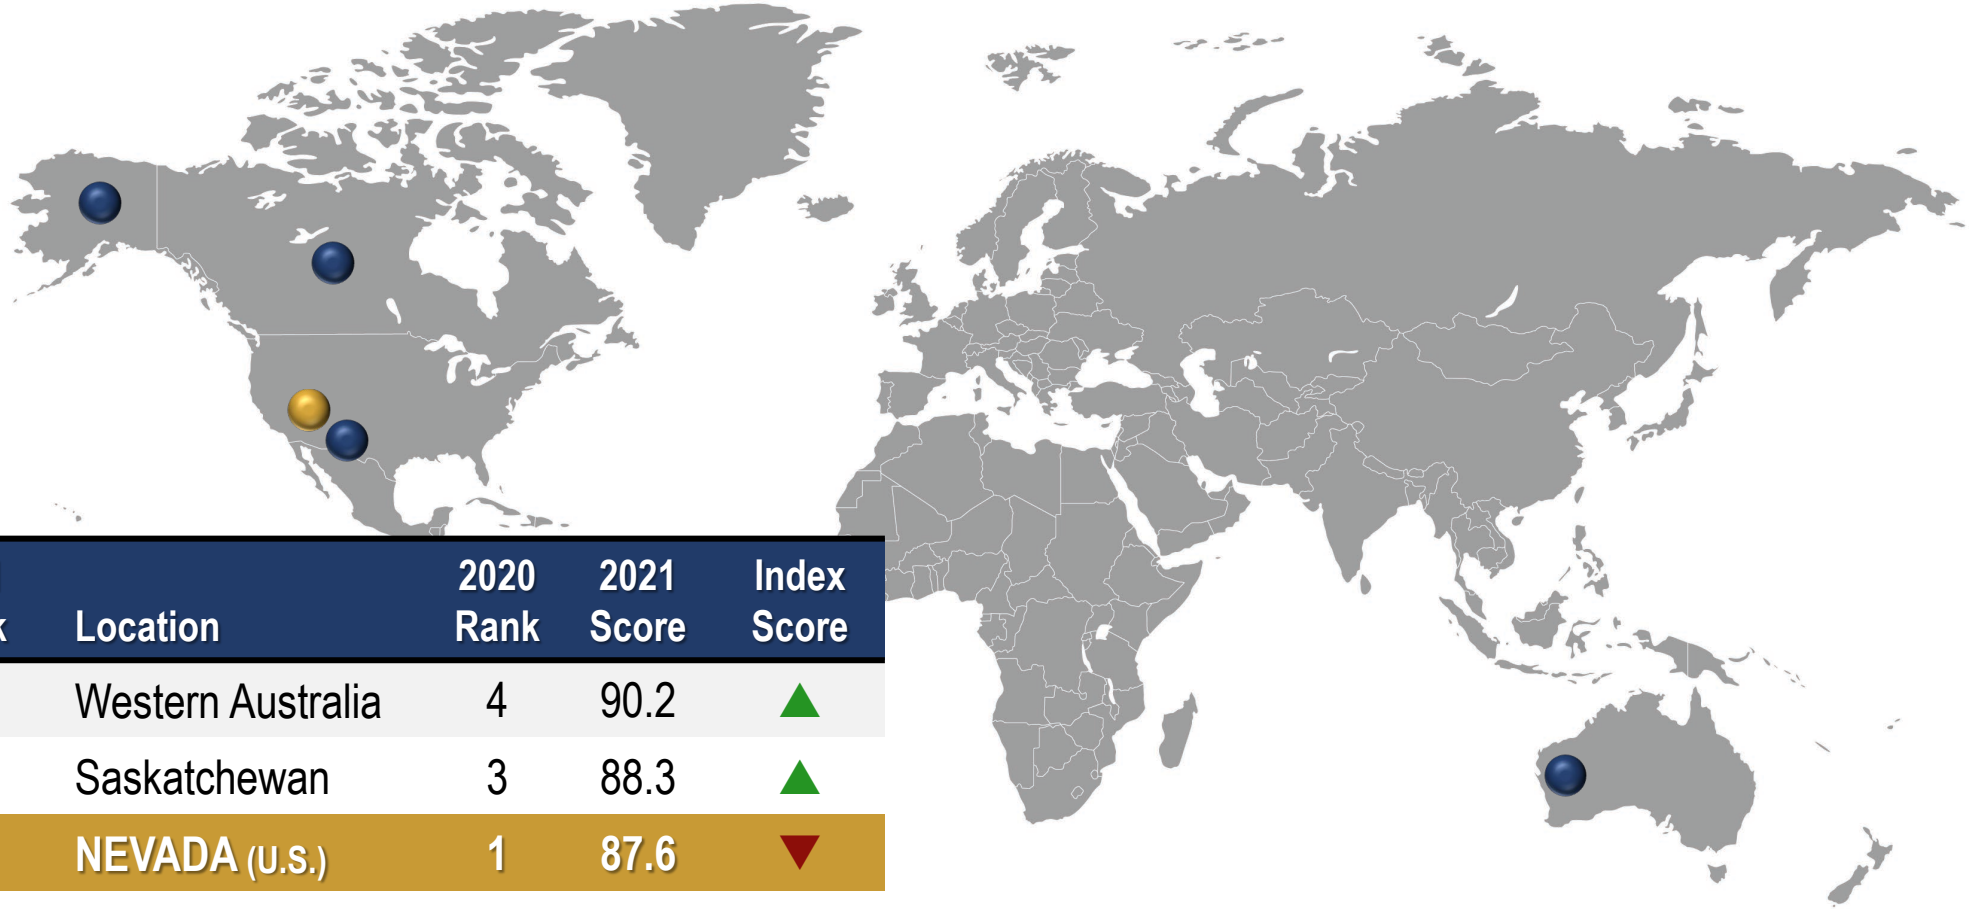 2020 2021 Index
Location Rank Score Score
Western Australia 4 90.2
Saskatchewan 3 88.3
NEVADA (U.S.) 1 87.6